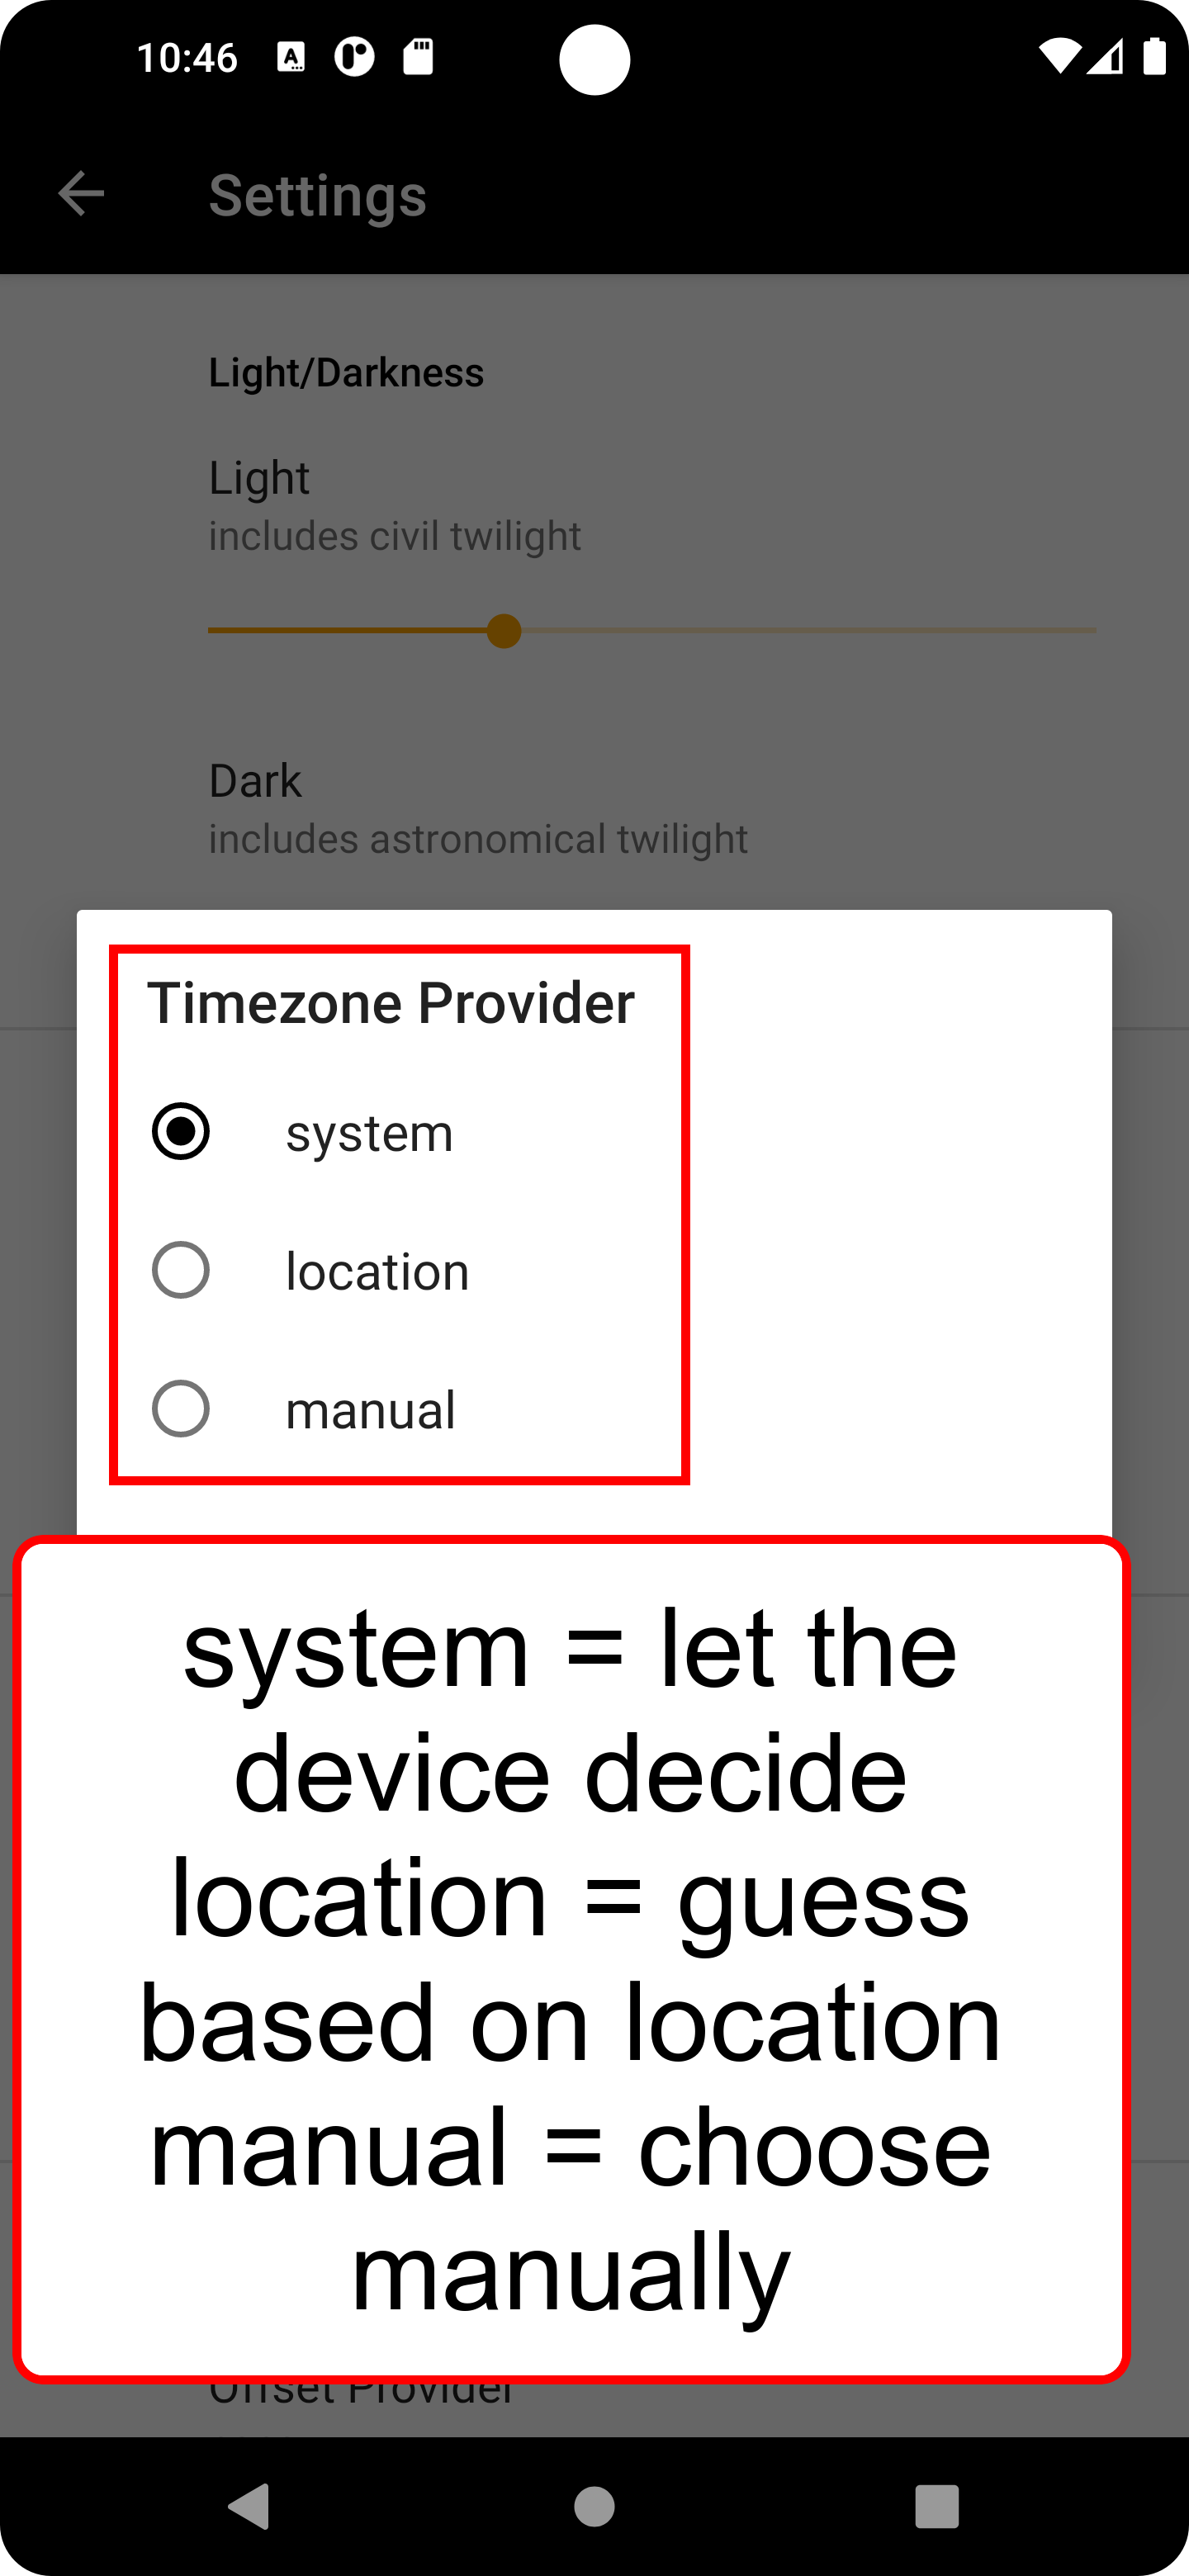 10:46
Settings
Light/Darkness
Light
includes civil twilight
Dark
includes astronomical twilight
Timezone Provider
system
location
manual
system = let the
device decide
location = guess
based on location
manual = choose
manually
Offset Provider